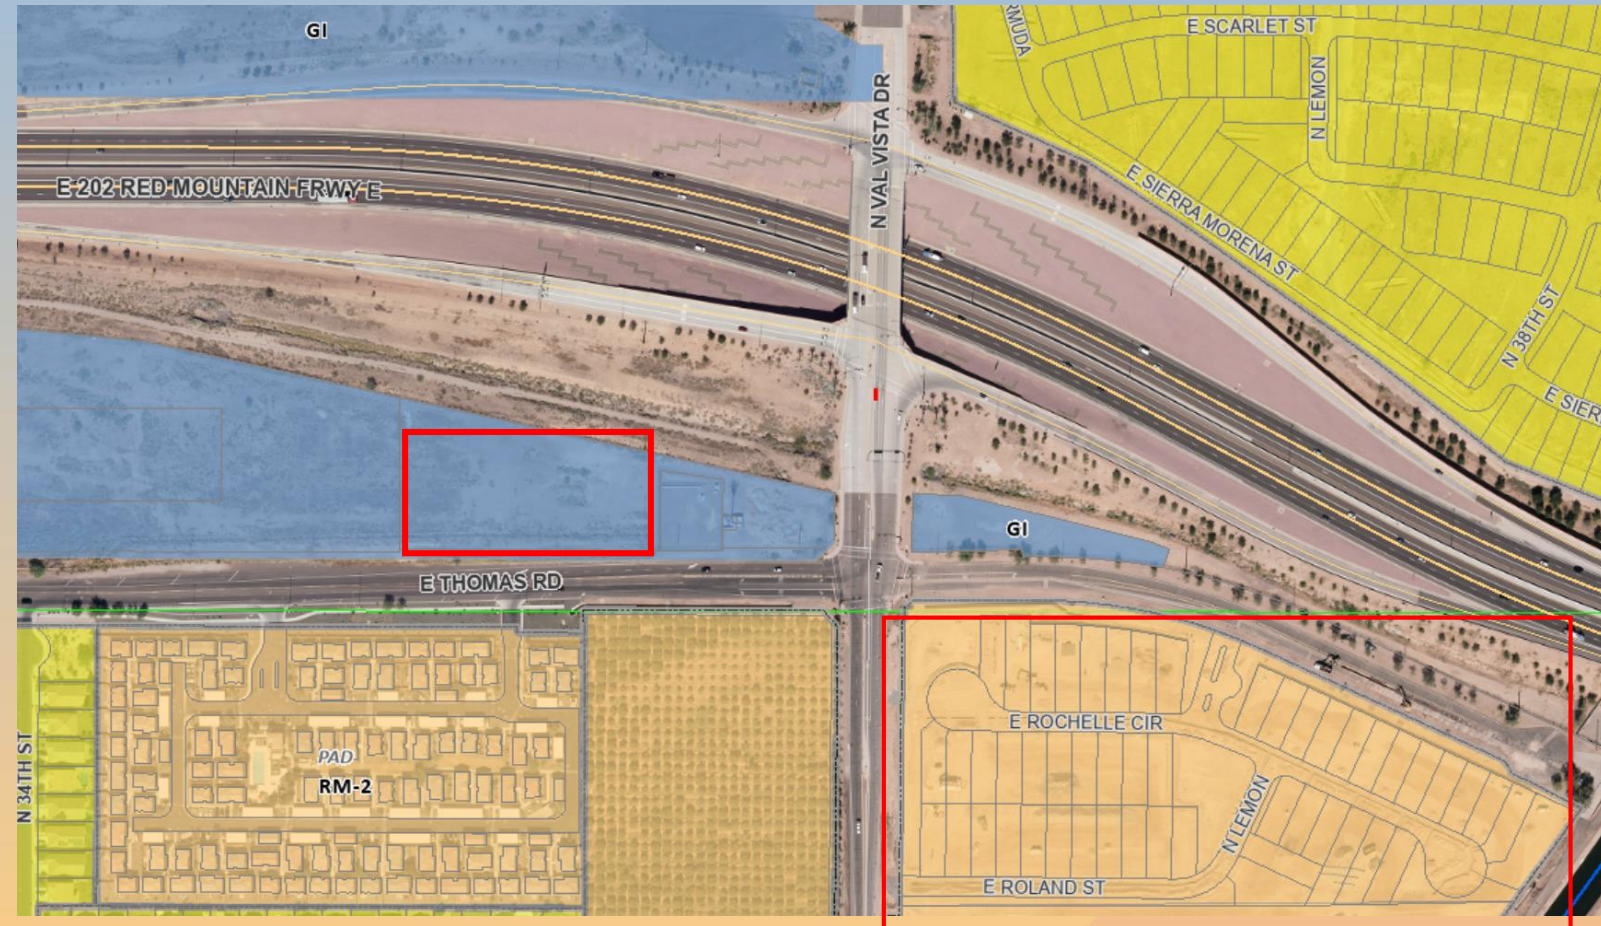 GI
E SCARLET ST
N LEMON
N VAL VISTA DR
E 202 RED MOUNTAIN FRWY E
E SIERRA MORENA ST
N 38TH ST
E SIER
GI
E THOMAS RD
E ROCHELLE CIR
N 34TH ST
PAD
RM-2
N LEMON
E ROLAND ST